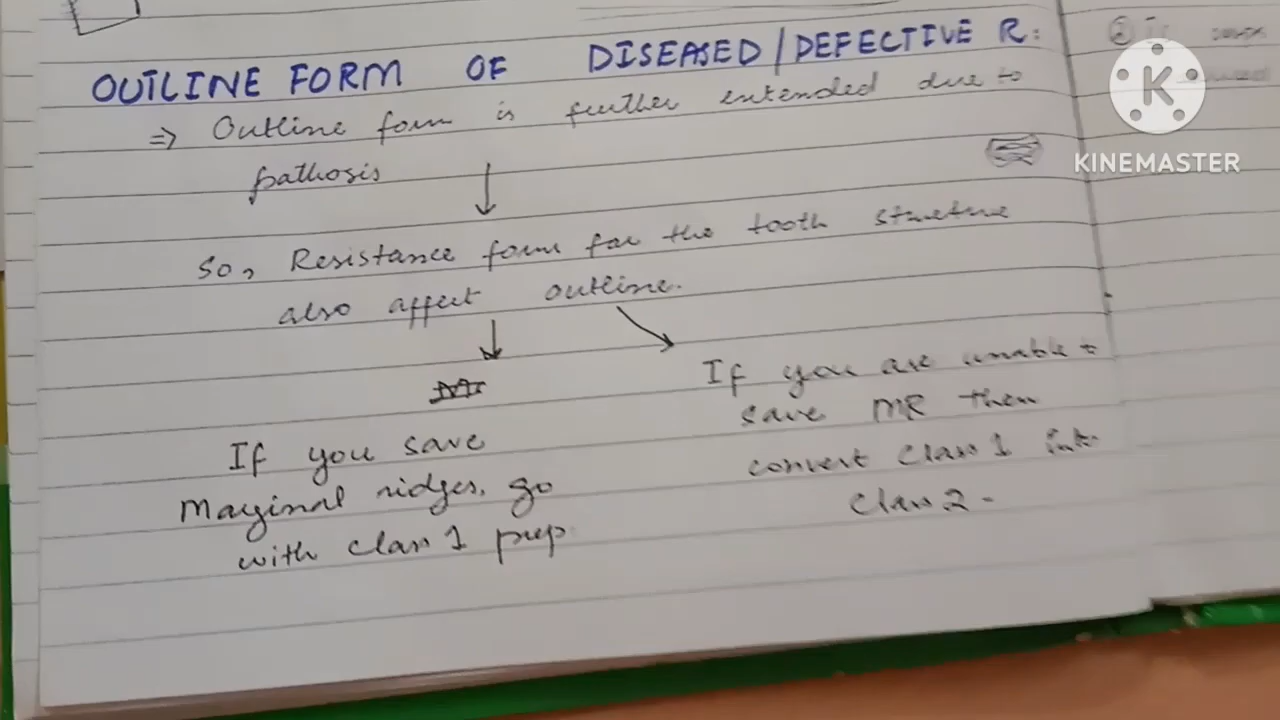 OUTLINE FORM OF DISEASED/DEFECTIVE R:
⇒ Outline form is further extended due to
pathosis
So, Resistance form for the tooth structure
also affect outline.
If you save
Marginal ridges, go
with class 1 prep
If you are unable to
save MR then
convert class 1 into
class 2.
K
KINEMASTER